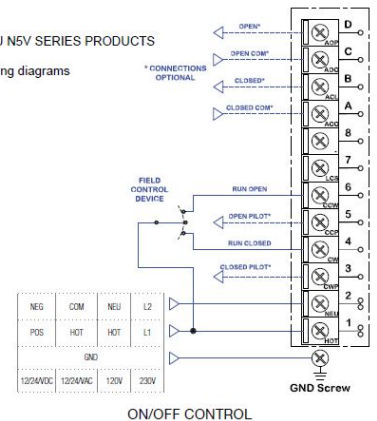 J N5V SERIES PRODUCTS
ng diagrams
* CONNECTIONS
OPTIONAL
OPEN*
OPEN COM*
CLOSED*
CLOSED COM*
D
AOP
C
AOC
B
ACL
A
ACC
8
7
LCS
6
CCW
5
CCP
4
CW
3
CWP
2
NEU
1
HOT
FIELD
CONTROL
DEVICE
RUN OPEN
OPEN PILOT*
RUN CLOSED
CLOSED PILOT*
NEG COM NEU L2
POS HOT HOT L1
GND
12/24VDC 12/24VAC 120V 230V
GND Screw
ON/OFF CONTROL